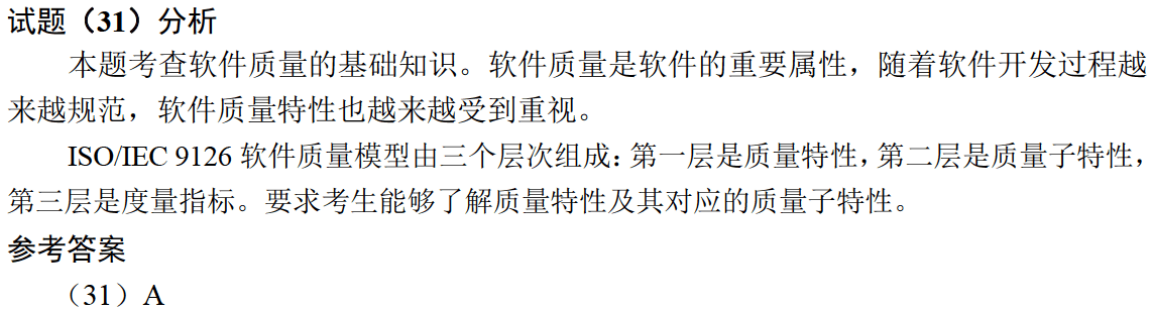 试题（31）分析
本题考查软件质量的基础知识。软件质量是软件的重要属性，随着软件开发过程越
来越规范，软件质量特性也越来越受到重视。
ISO/IEC 9126 软件质量模型由三个层次组成：第一层是质量特性，第二层是质量子特性，
第三层是度量指标。要求考生能够了解质量特性及其对应的质量子特性。
参考答案
（31）A